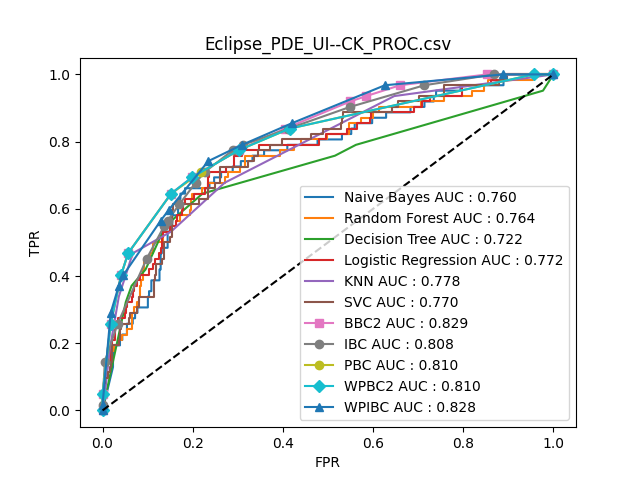 Eclipse_PDE_UI--CK_PROC.csv
1.0
0.8
0.6
0.4
0.2
0.0
TPR
Naive Bayes AUC : 0.760
Random Forest AUC : 0.764
Decision Tree AUC : 0.722
Logistic Regression AUC : 0.772
KNN AUC : 0.778
SVC AUC : 0.770
BBC2 AUC : 0.829
IBC AUC : 0.808
PBC AUC : 0.810
WPBC2 AUC : 0.810
WPIBC AUC : 0.828
0.0 0.2 0.4 0.6 0.8 1.0
FPR